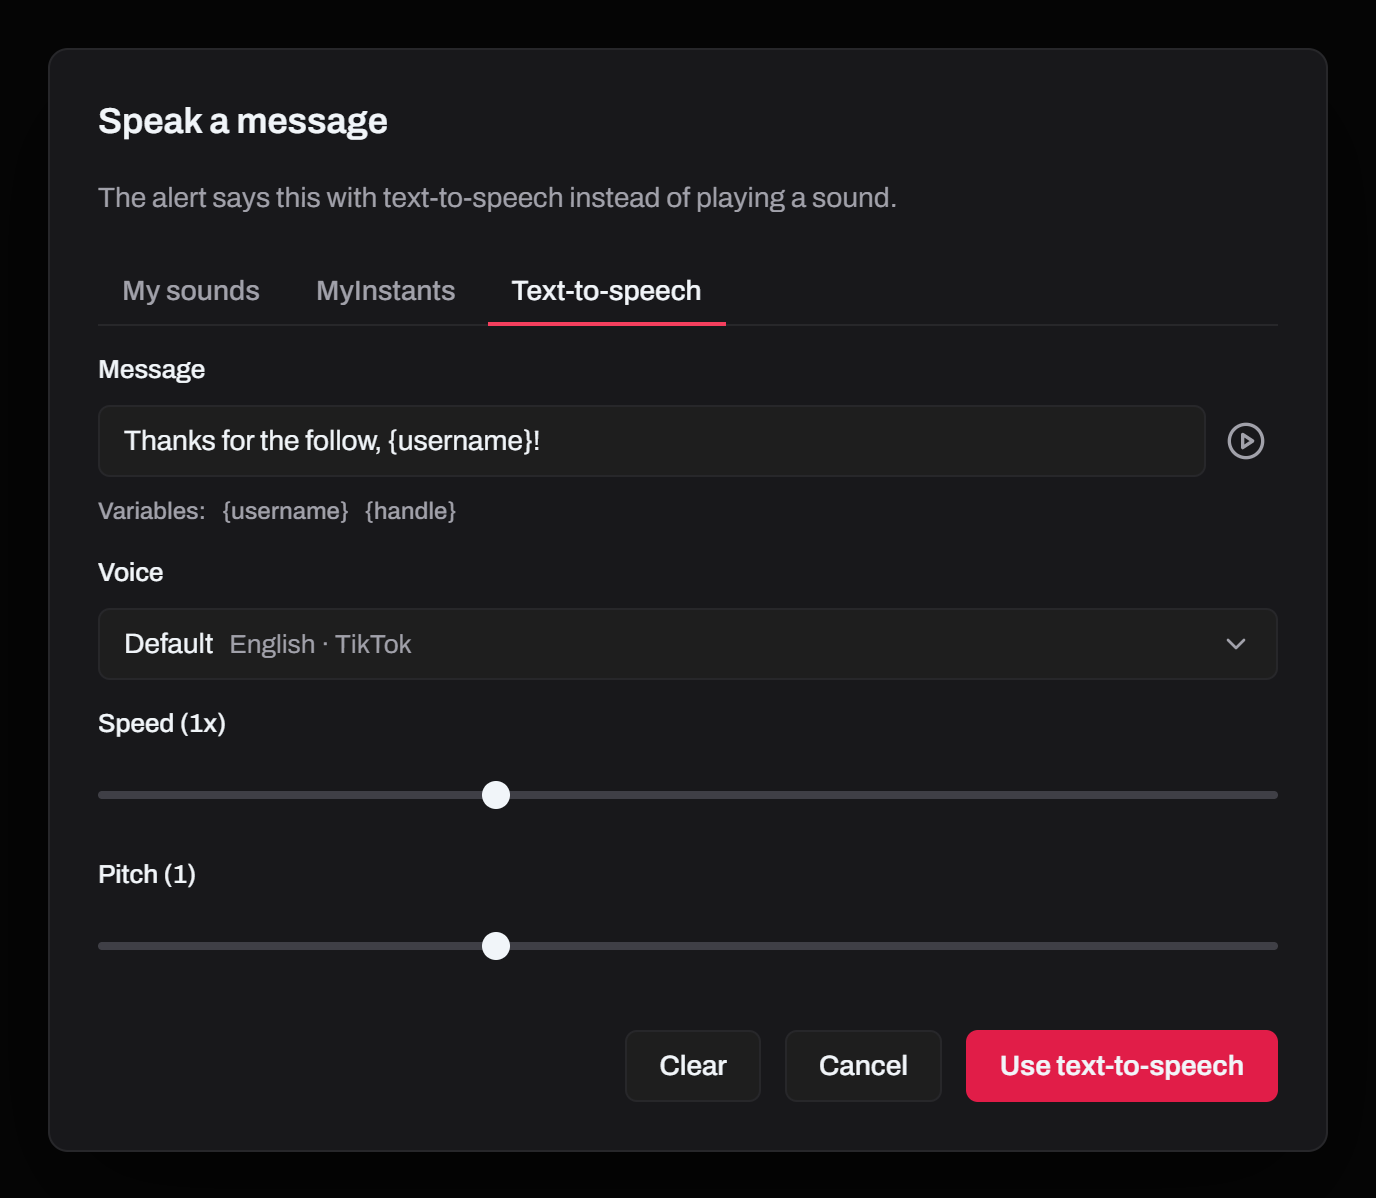 Speak a message
The alert says this with text-to-speech instead of playing a sound.
My sounds MyInstants Text-to-speech
Message
Thanks for the follow, {username}!
Variables: {username} {handle}
Voice
Default English · TikTok
Speed (1x)
Pitch (1)
Clear Cancel Use text-to-speech